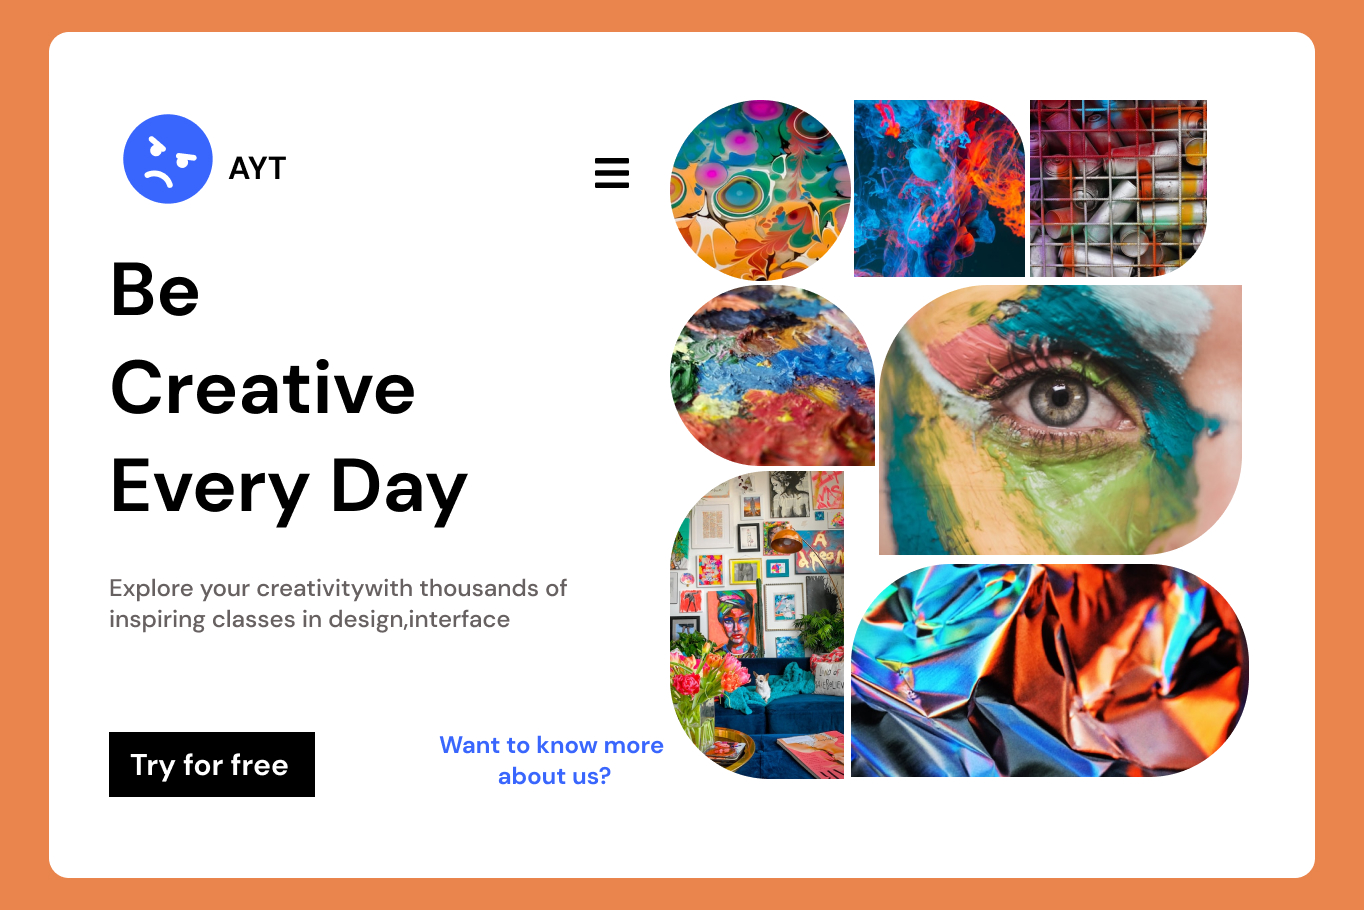 AYT
Be
Creative
Every Day
Explore your creativitywith thousands of
inspiring classes in design,interface
Try for free
Want to know more
about us?
A
dream